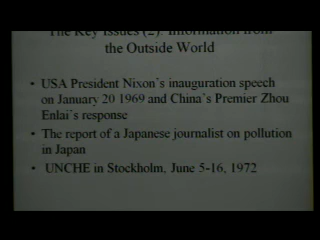 The Key Issues (2): Information from
the Outside World
• USA President Nixon's inauguration speech
on January 20 1969 and China's Premier Zhou
Enlai's response
• The report of a Japanese journalist on pollution
in Japan
• UNCHE in Stockholm, June 5-16, 1972